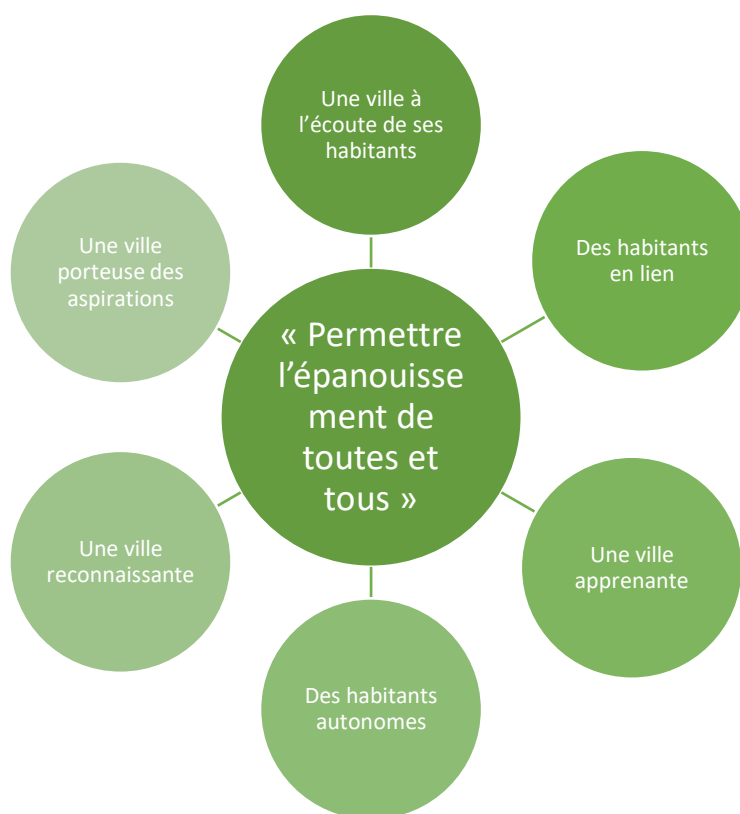 Une ville à
l’écoute de ses
habitants
Des habitants
en lien
Une ville
apprenante
Des habitants
autonomes
Une ville
reconnaissante
Une ville
porteuse des
aspirations
« Permettre
l’épanouisse
ment de
toutes et
tous »